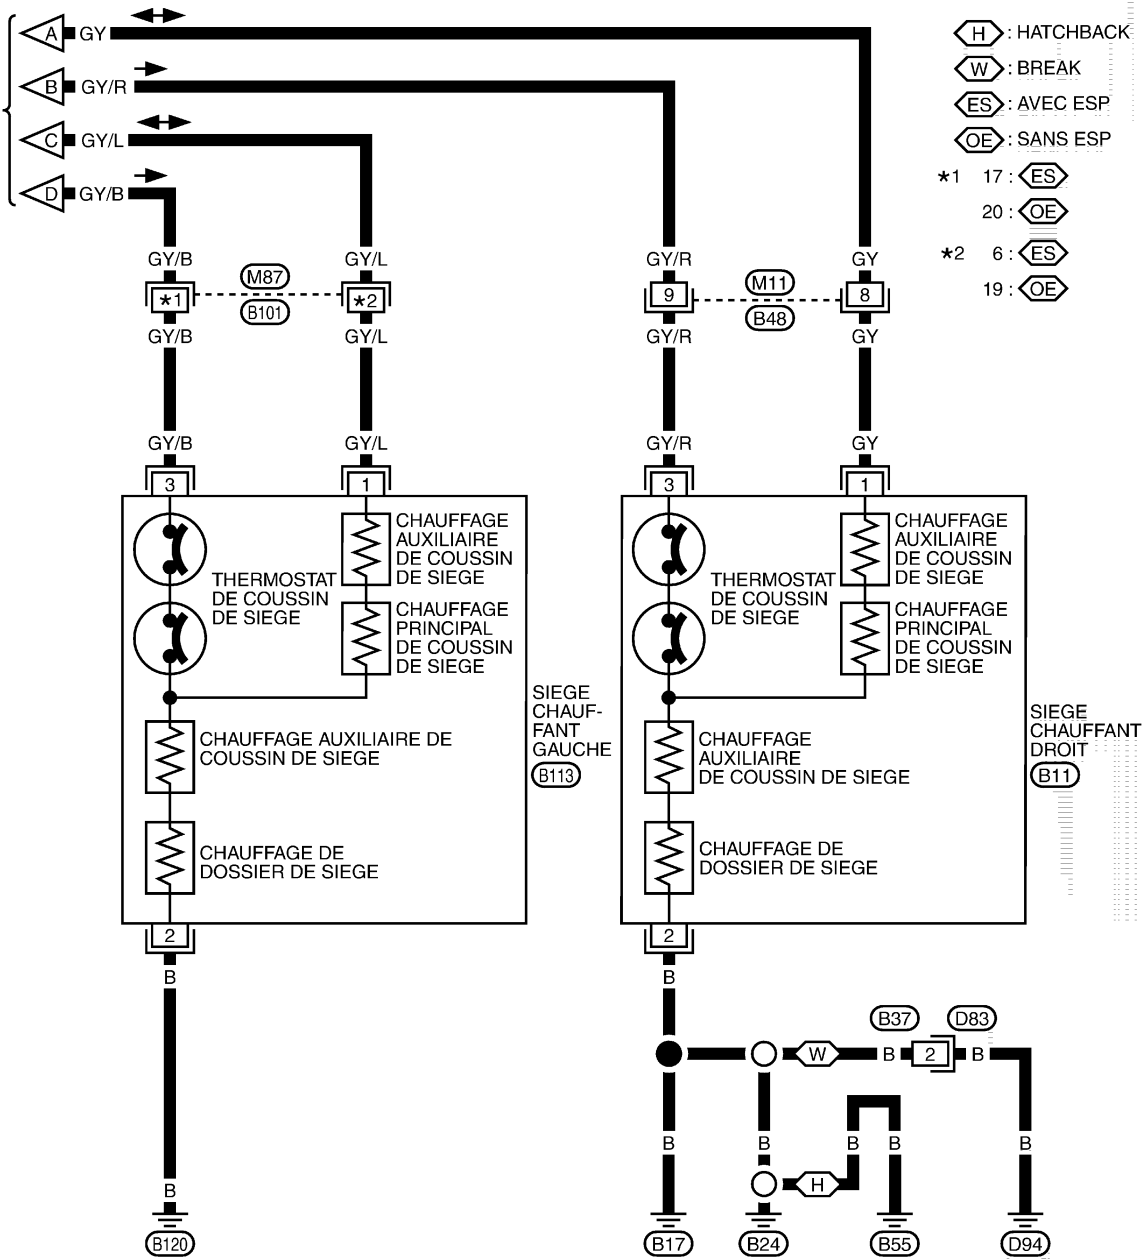 A GY
B GY/R
C GY/L
D GY/B
H : HATCHBACK
W : BREAK
ES : AVEC ESP
OE : SANS ESP
*1 17 : ES
20 : OE
*2 6 : ES
19 : OE
GY/B GY/L GY/R GY
M87 M11
*1 *2 9 8
B101 B48
GY/B GY/L GY/R GY
GY/B GY/L GY/R GY
3 1 3 1
CHAUFFAGE
AUXILIAIRE
DE COUSSIN
DE SIEGE
THERMOSTAT
DE COUSSIN
DE SIEGE
CHAUFFAGE
PRINCIPAL
DE COUSSIN
DE SIEGE
CHAUFFAGE AUXILIAIRE DE
COUSSIN DE SIEGE
CHAUFFAGE DE
DOSSIER DE SIEGE
SIEGE
CHAUF-
FANT
GAUCHE
B113
CHAUFFAGE
AUXILIAIRE
DE COUSSIN
DE SIEGE
THERMOSTAT
DE COUSSIN
DE SIEGE
CHAUFFAGE
PRINCIPAL
DE COUSSIN
DE SIEGE
CHAUFFAGE
AUXILIAIRE
DE COUSSIN DE SIEGE
CHAUFFAGE DE
DOSSIER DE SIEGE
SIEGE
CHAUFFANT
DROIT
B11
2 2
B B
B37 D83
W B 2 B
B B B B B
H
B
B120 B17 B24 B55 D94